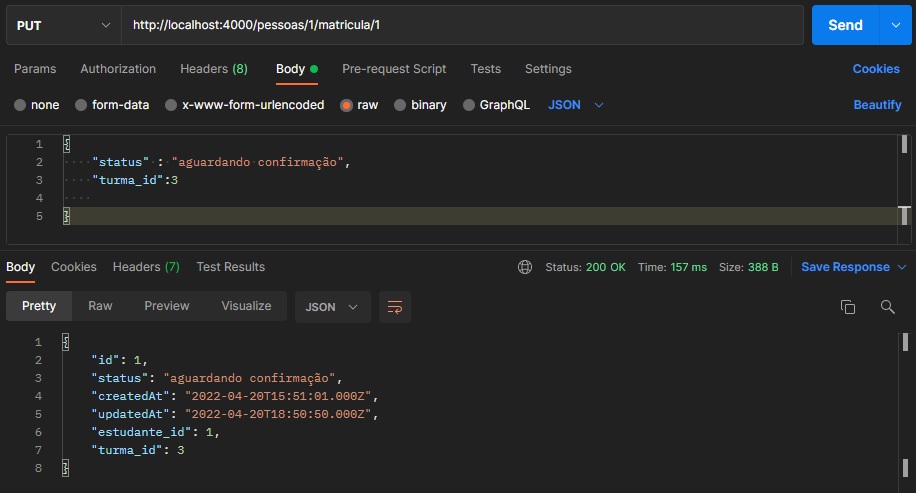 PUT http://localhost:4000/pessoas/1/matricula/1 Send
Params Authorization Headers (8) Body Pre-request Script Tests Settings Cookies
none form-data x-www-form-urlencoded raw binary GraphQL JSON Beautify
1 {
2 "status" : "aguardando confirmação",
3 "turma_id":3
4
5 }
Body Cookies Headers (7) Test Results Status: 200 OK Time: 157 ms Size: 388 B Save Response
Pretty Raw Preview Visualize JSON
1 {
2 "id": 1,
3 "status": "aguardando confirmação",
4 "createdAt": "2022-04-20T15:51:01.000Z",
5 "updatedAt": "2022-04-20T18:50:50.000Z",
6 "estudante_id": 1,
7 "turma_id": 3
8 }